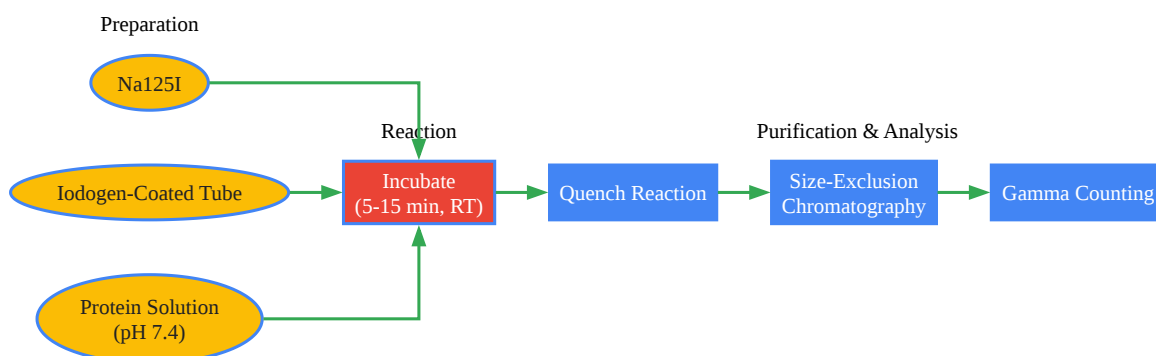 Preparation
Na125I
Reaction
Purification & Analysis
Iodogen-Coated Tube
Incubate
(5-15 min, RT)
Quench Reaction
Size-Exclusion
Chromatography
Gamma Counting
Protein Solution
(pH 7.4)